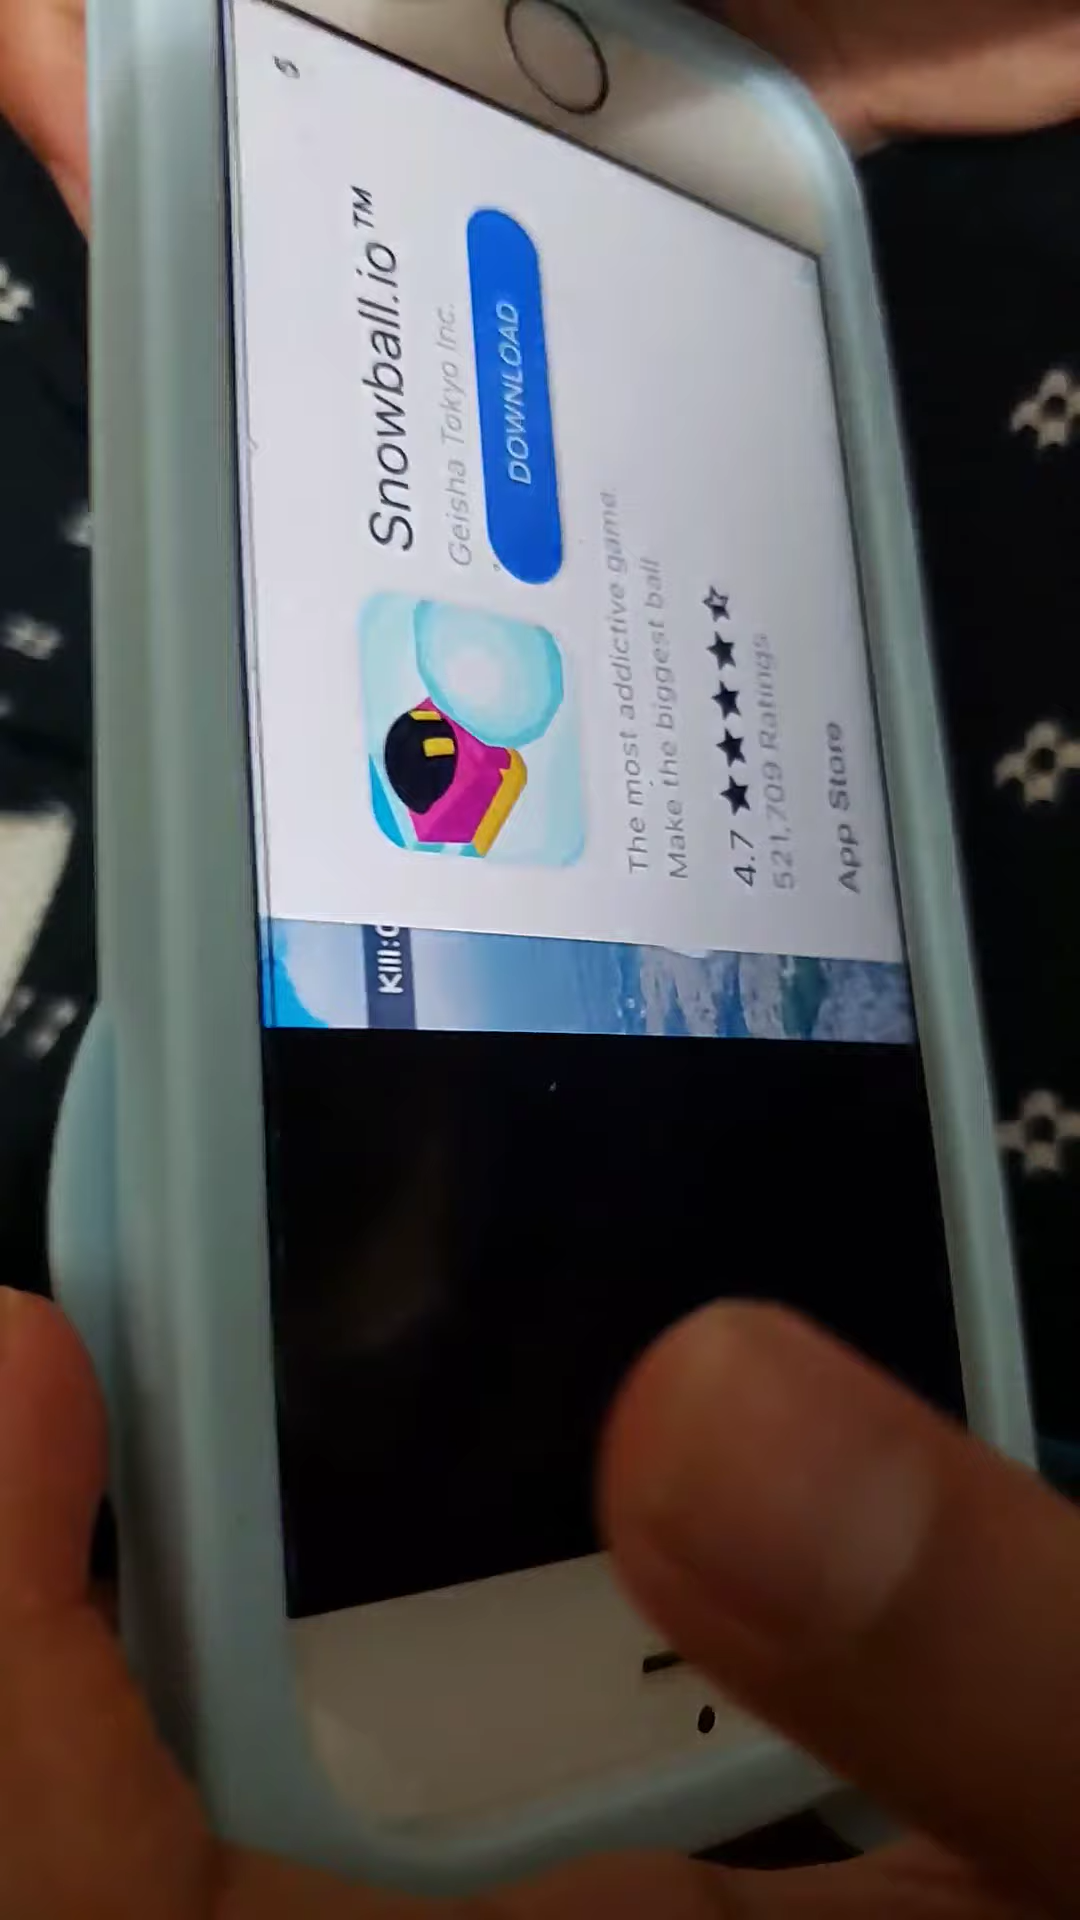 Snowball.io™
Geisha Tokyo Inc.
DOWNLOAD
The most addictive game.
Make the biggest ball
4.7 ★★★★☆
521,709 Ratings
App Store
Kill:
5